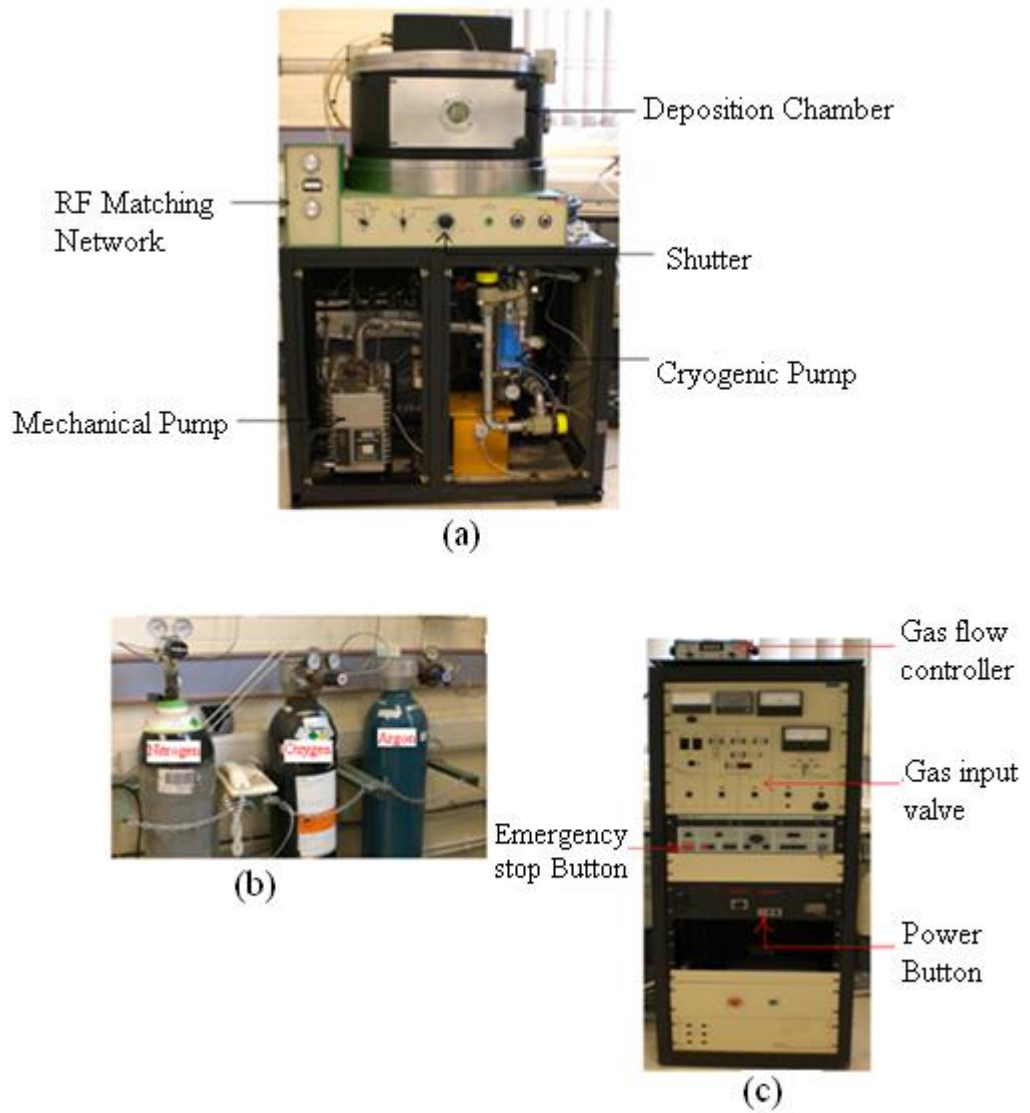 Deposition Chamber
RF Matching
Network
Shutter
Cryogenic Pump
Mechanical Pump
(a)
Nitrogen
Oxygen
Argon
(b)
Gas flow
controller
Gas input
valve
Emergency
stop Button
Power
Button
(c)